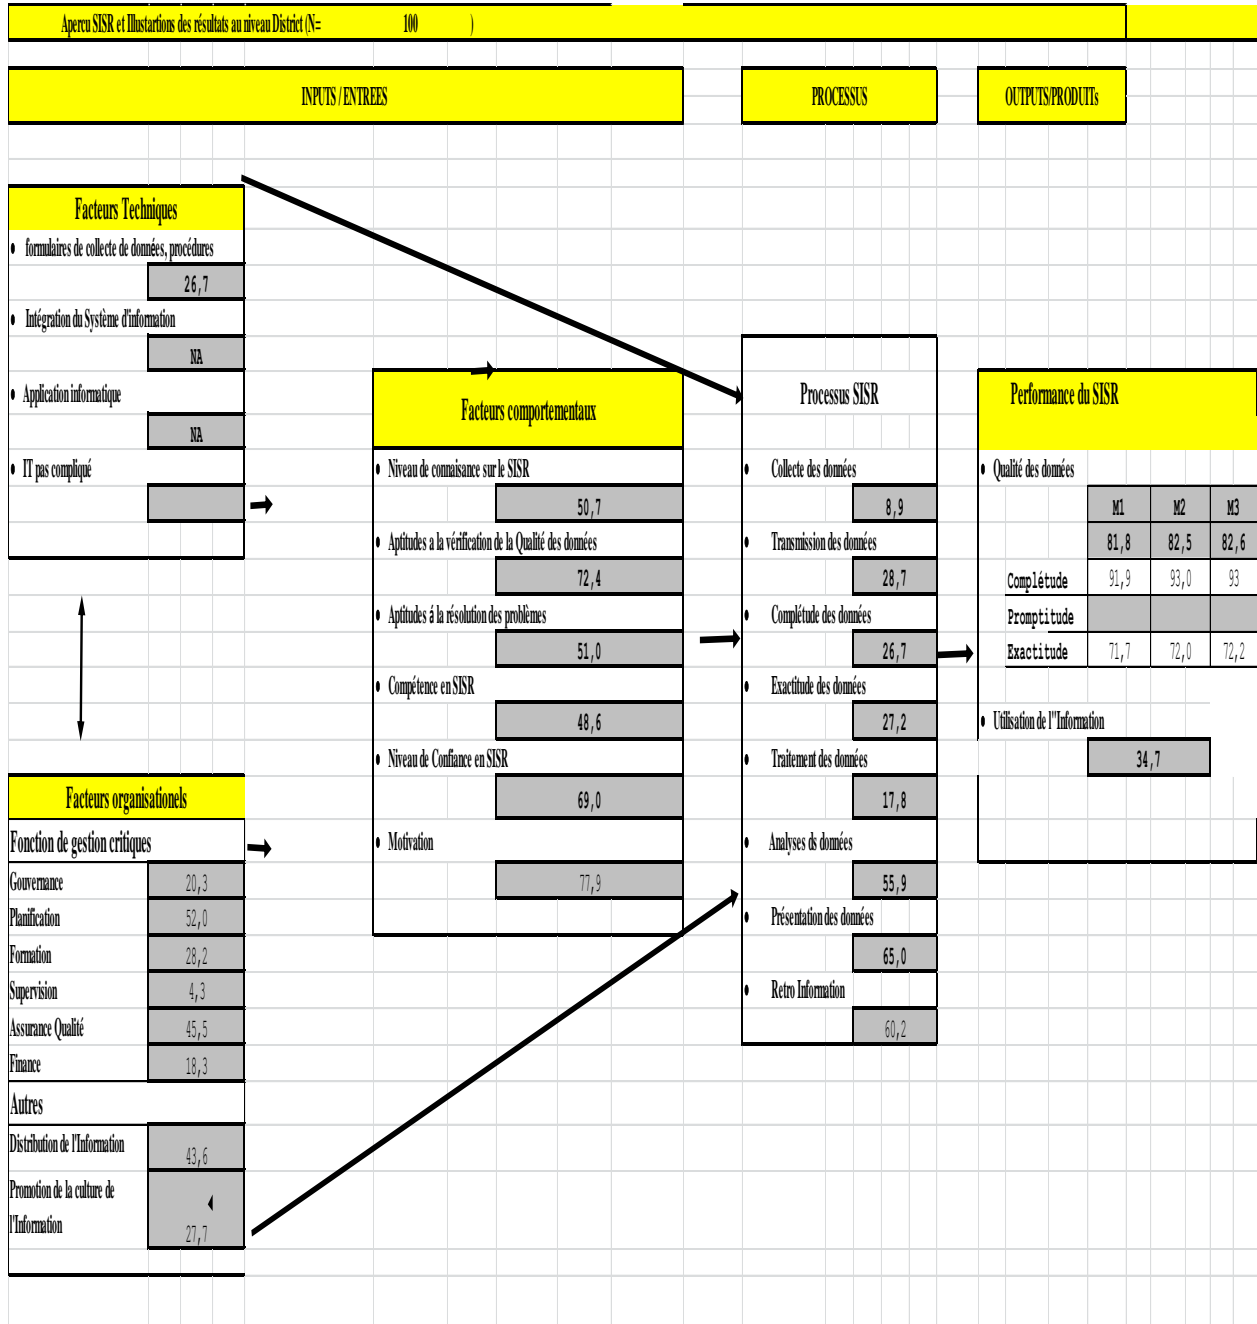 Apercu SISR et Illustartions des résultats au niveau District (N= 100 )
INPUTS / ENTREES
PROCESSUS
OUTPUTS/PRODUITs
Facteurs Techniques
• formulaires de collecte de données, procédures
26,7
• Intégration du Système d'information
NA
• Application informatique
NA
• IT pas compliqué
Facteurs organisationels
Fonction de gestion critiques
Gouvernance 20,3
Planification 52,0
Formation 28,2
Supervision 4,3
Assurance Qualité 45,5
Finance 18,3
Autres
Distribution de l'Information 43,6
Promotion de la culture de
l'Information 27,7
Facteurs comportementaux
• Niveau de connaisance sur le SISR
50,7
• Aptitudes a la vérification de la Qualité des données
72,4
• Aptitudes á la résolution des problèmes
51,0
• Compétence en SISR
48,6
• Niveau de Confiance en SISR
69,0
• Motivation
77,9
Processus SISR
• Collecte des données
8,9
• Transmission des données
28,7
• Complétude des données
26,7
• Exactitude des données
27,2
• Traitement des données
17,8
• Analyses ds données
55,9
• Présentation des données
65,0
• Retro Information
60,2
Performance du SISR
• Qualité des données
M1 M2 M3
81,8 82,5 82,6
Complétude 91,9 93,0 93
Promptitude
Exactitude 71,7 72,0 72,2
• Utilisation de l''Information
34,7